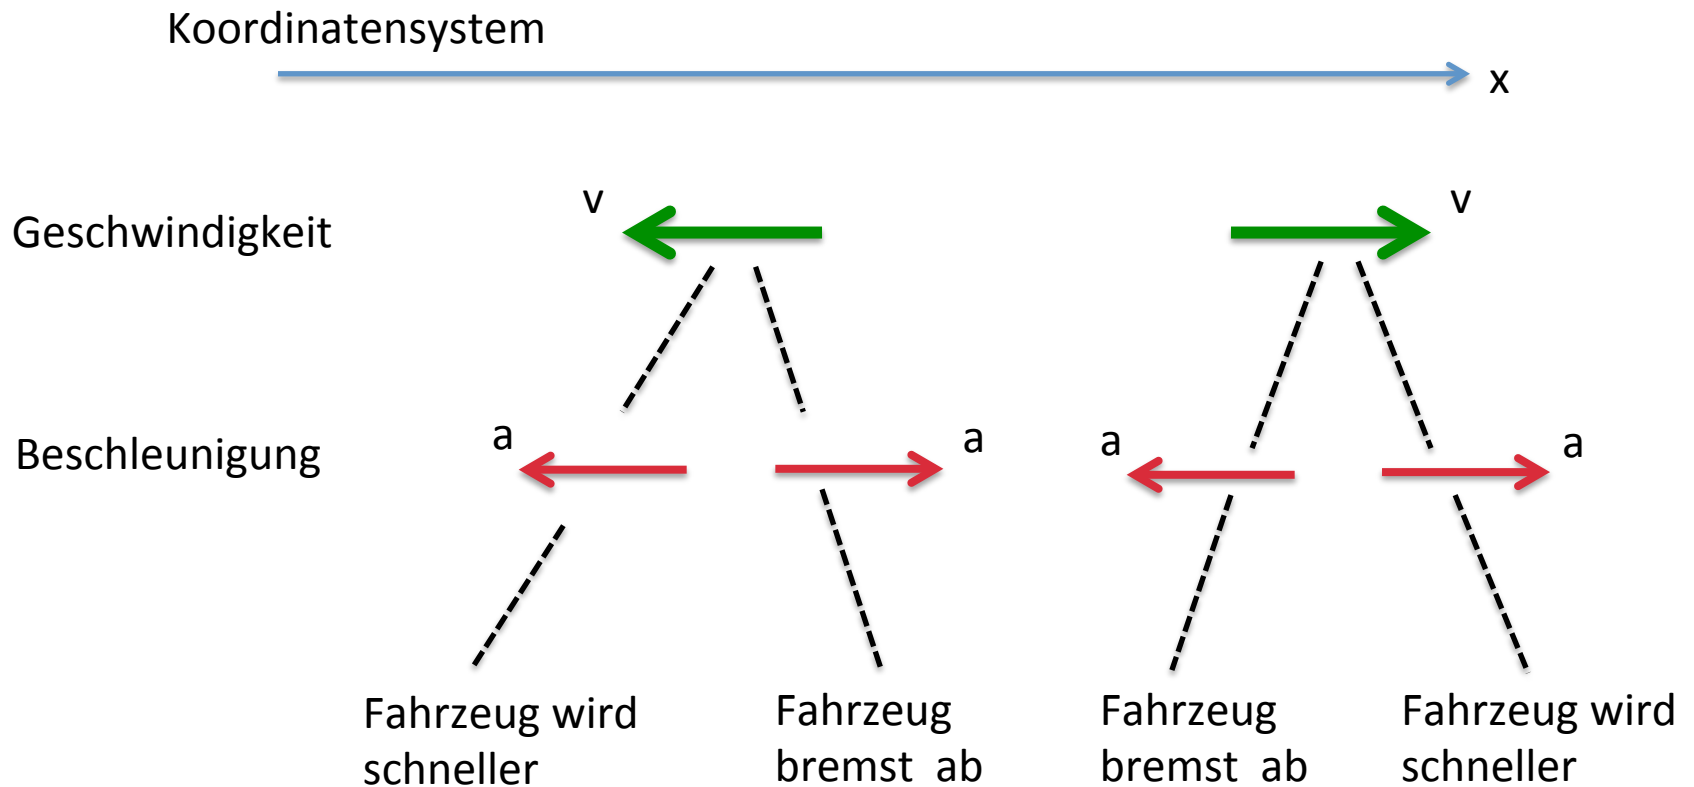 Koordinatensystem
x
v
v
Geschwindigkeit
a
a
a
a
Beschleunigung
Fahrzeug wird
schneller
Fahrzeug
bremst ab
Fahrzeug
bremst ab
Fahrzeug wird
schneller